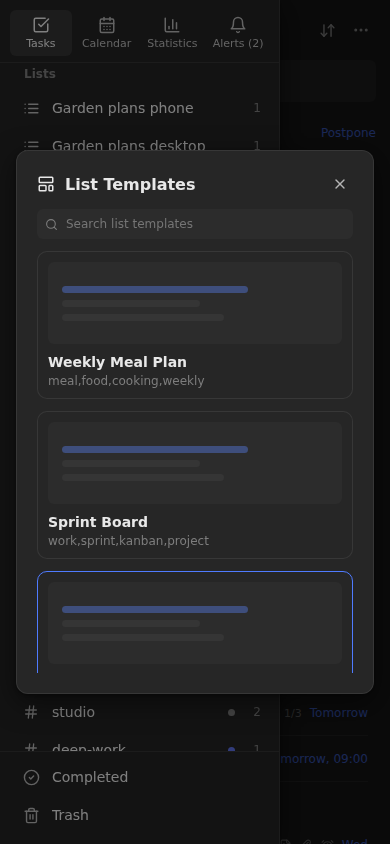 Tasks
Calendar
Statistics
Alerts (2)
Lists
Garden plans phone 1
Postpone
Garden plans desktop 1
List Templates
Search list templates
Weekly Meal Plan
meal,food,cooking,weekly
Sprint Board
work,sprint,kanban,project
studio 2
1/3 Tomorrow
deep-work 1
morrow, 09:00
Completed
Trash
Wed